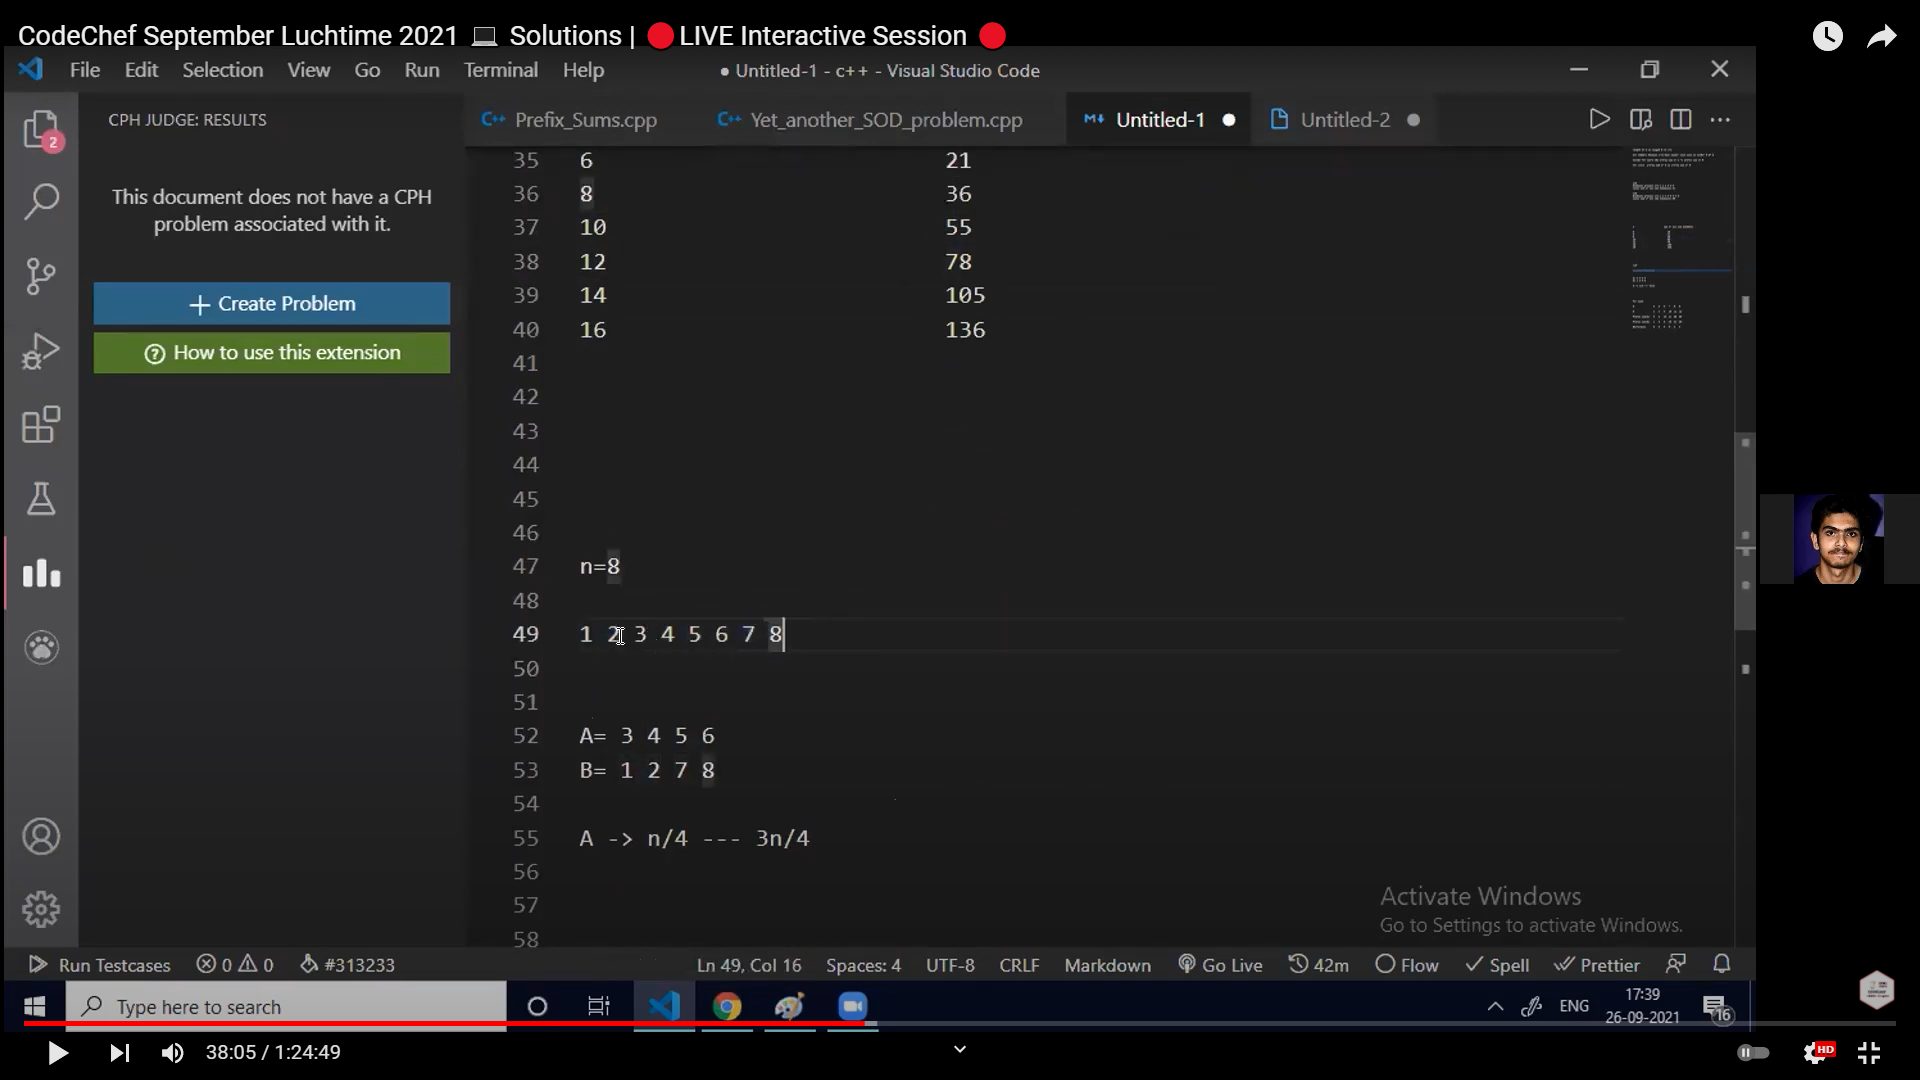 CodeChef September Luchtime 2021 💻 Solutions | 🔴 LIVE Interactive Session 🔴
File Edit Selection View Go Run Terminal Help
● Untitled-1 - c++ - Visual Studio Code
CPH JUDGE: RESULTS
Prefix_Sums.cpp
Yet_another_SOD_problem.cpp
Untitled-1
Untitled-2
2
This document does not have a CPH
problem associated with it.
+ Create Problem
How to use this extension
35 6 21
36 8 36
37 10 55
38 12 78
39 14 105
40 16 136
41
42
43
44
45
46
47 n=8
48
49 1 2 3 4 5 6 7 8
50
51
52 A= 3 4 5 6
53 B= 1 2 7 8
54
55 A -> n/4 --- 3n/4
56
57
58
Activate Windows
Go to Settings to activate Windows.
Run Testcases 0 0 #313233 Ln 49, Col 16 Spaces: 4 UTF-8 CRLF Markdown Go Live 42m Flow Spell Prettier
Type here to search
ENG
17:39
26-09-2021
16
38:05 / 1:24:49
HD